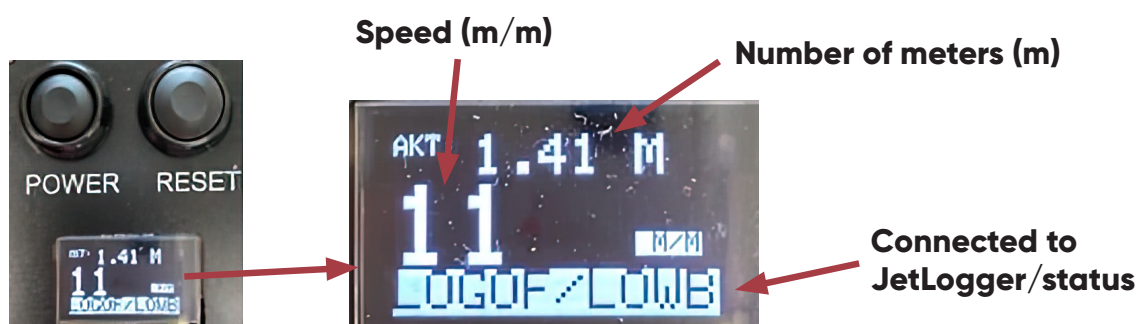 Speed (m/m)
Number of meters (m)
POWER RESET
1.41 M
11
AKT 1.41 M
11
M/M
LOGOF/LOWB
LOGOF/LOWB
Connected to
JetLogger/status